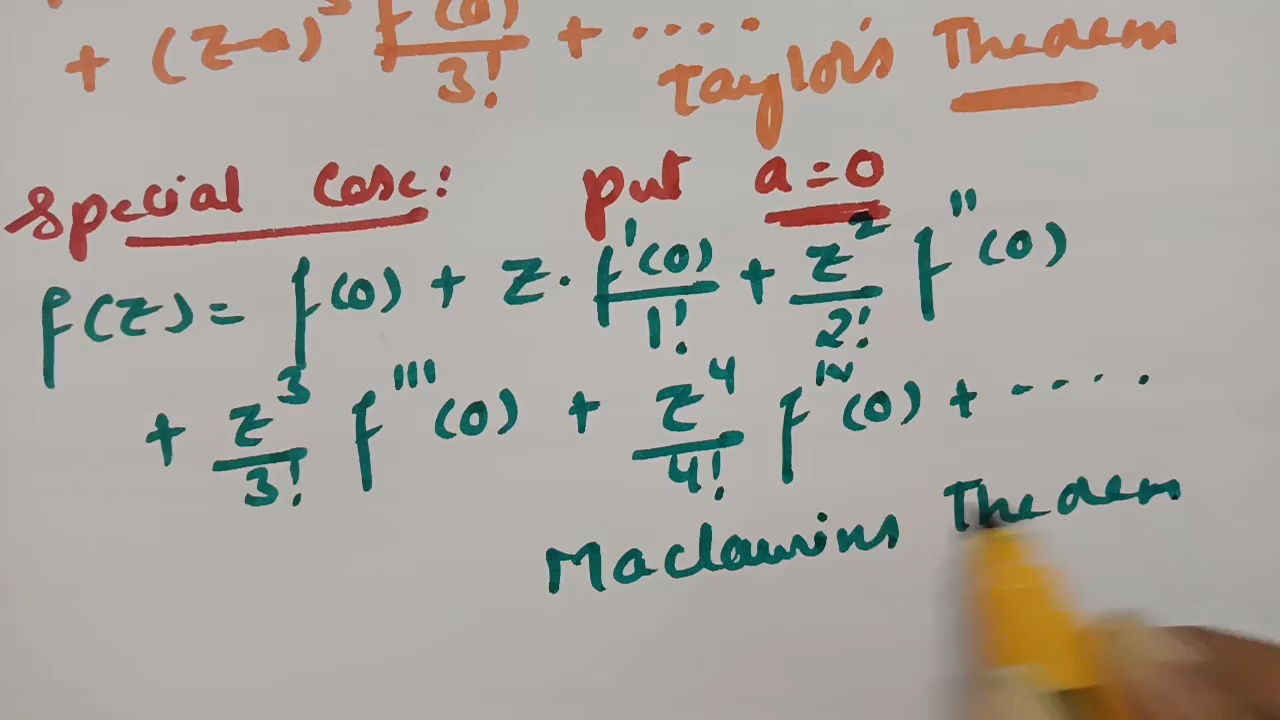 + (z-a)³ f'''(a)/3! + ....
Taylor's Theorem
Special Case: put a=0
f(z) = f(0) + z. f'(0)/1! + z²/2! f''(0)
+ z³/3! f'''(0) + z⁴/4! fⁱᵛ(0) + ....
Maclaurins Theorem